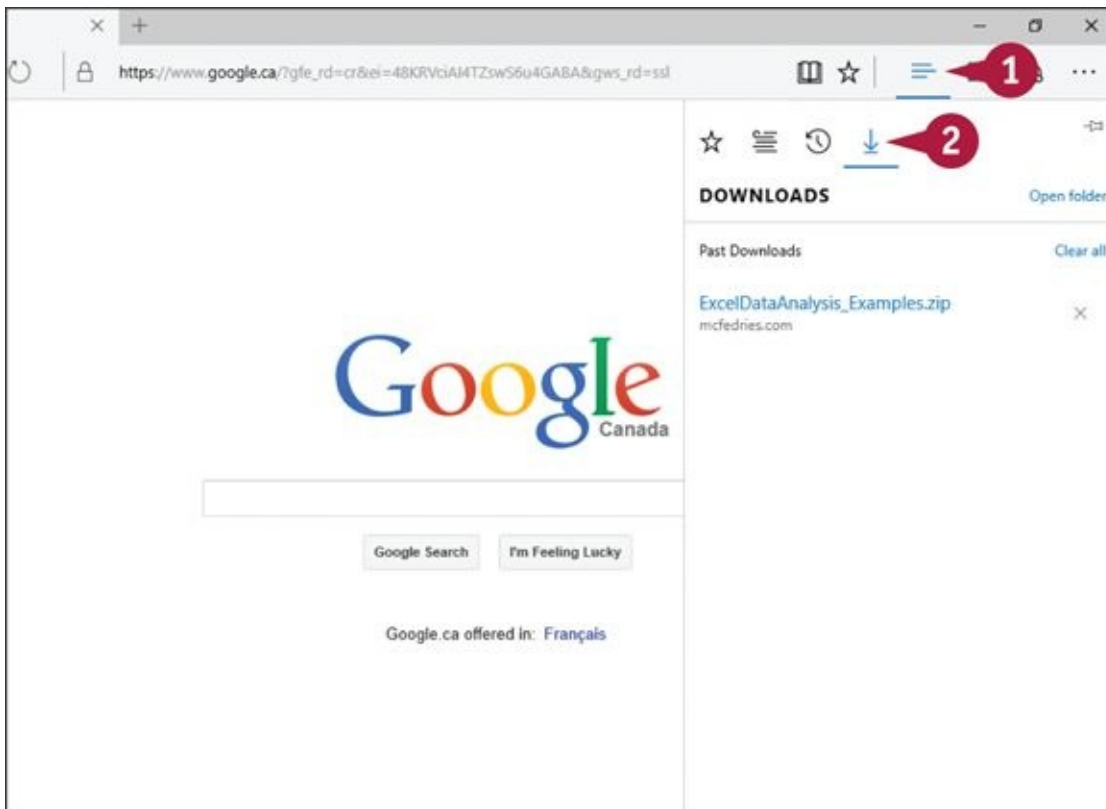 https://www.google.ca/?gfe_rd=cr&ei=48KRVciAI4TZswS6u4GABA&gws_rd=ssl
1
2
DOWNLOADS
Open folder
Past Downloads
Clear all
ExcelDataAnalysis_Examples.zip
mcfedries.com
Google
Canada
Google Search
I'm Feeling Lucky
Google.ca offered in: Français